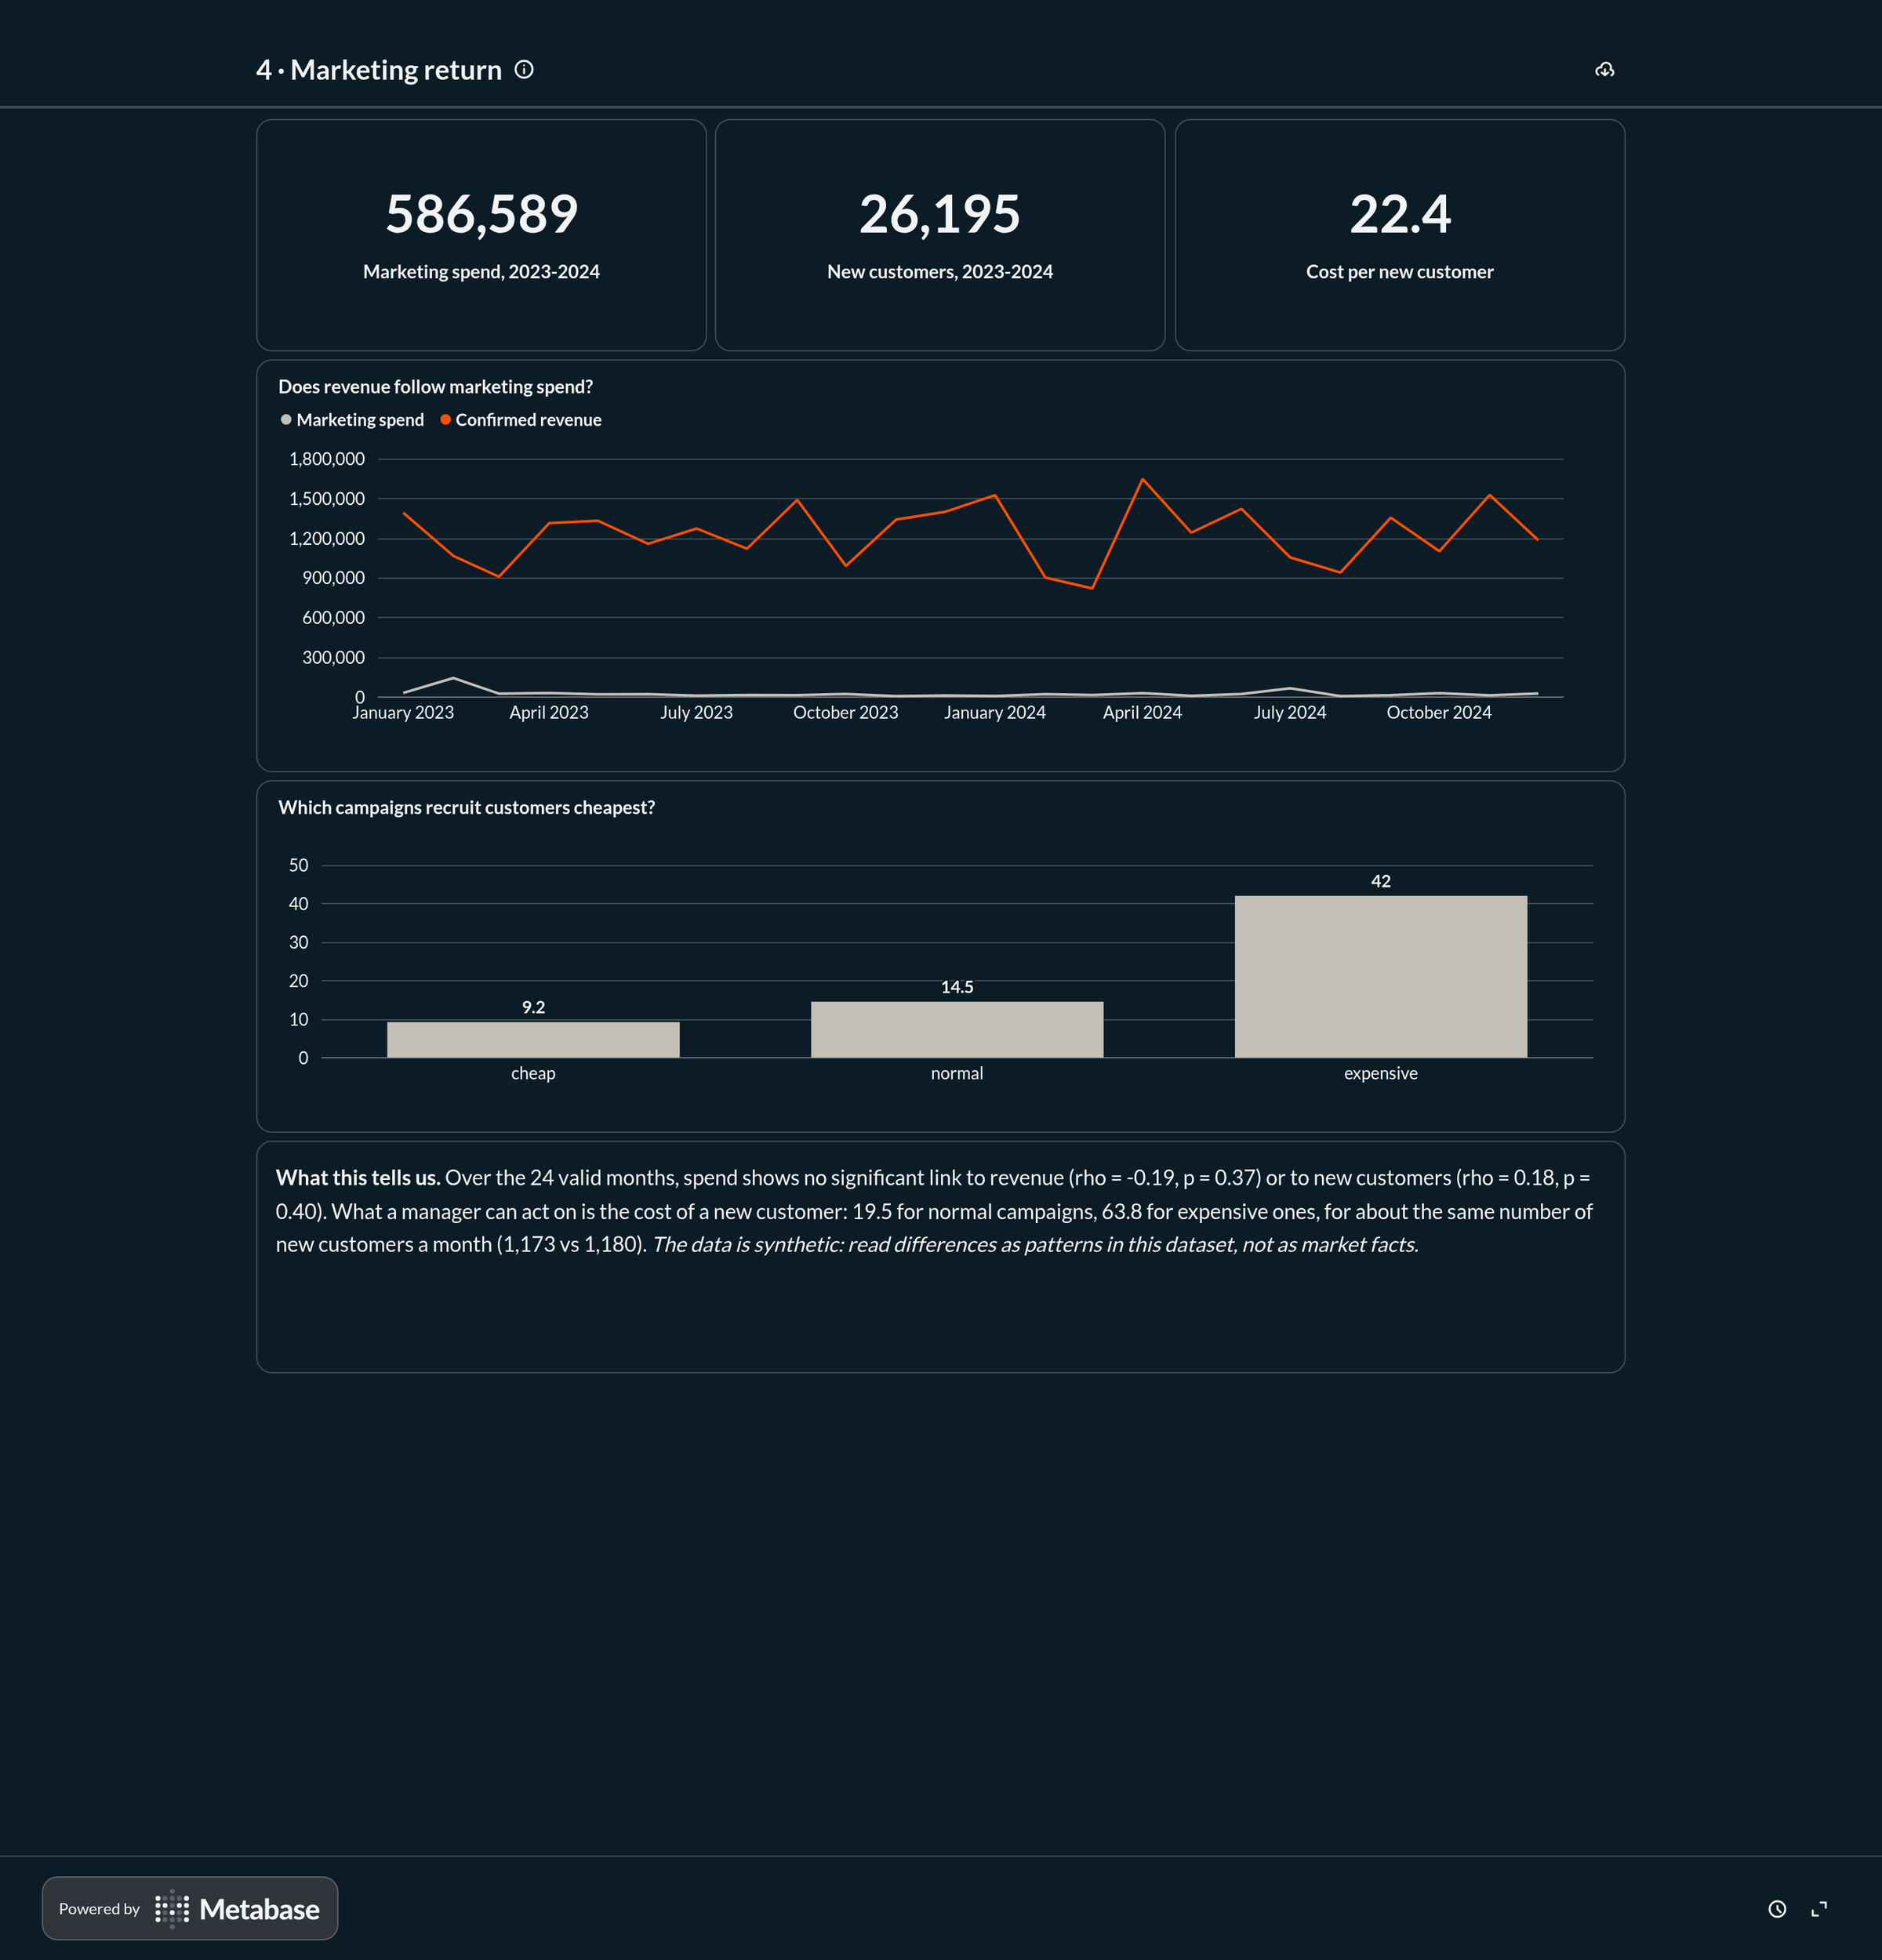 4 · Marketing return
586,589
Marketing spend, 2023-2024
26,195
New customers, 2023-2024
22.4
Cost per new customer
Does revenue follow marketing spend?
Marketing spend Confirmed revenue
1,800,000
1,500,000
1,200,000
900,000
600,000
300,000
0
January 2023 April 2023 July 2023 October 2023 January 2024 April 2024 July 2024 October 2024
Which campaigns recruit customers cheapest?
50
40
30
20
10
0
9.2
14.5
42
cheap normal expensive
What this tells us. Over the 24 valid months, spend shows no significant link to revenue (rho = -0.19, p = 0.37) or to new customers (rho = 0.18, p =
0.40). What a manager can act on is the cost of a new customer: 19.5 for normal campaigns, 63.8 for expensive ones, for about the same number of
new customers a month (1,173 vs 1,180). The data is synthetic: read differences as patterns in this dataset, not as market facts.
Powered by Metabase